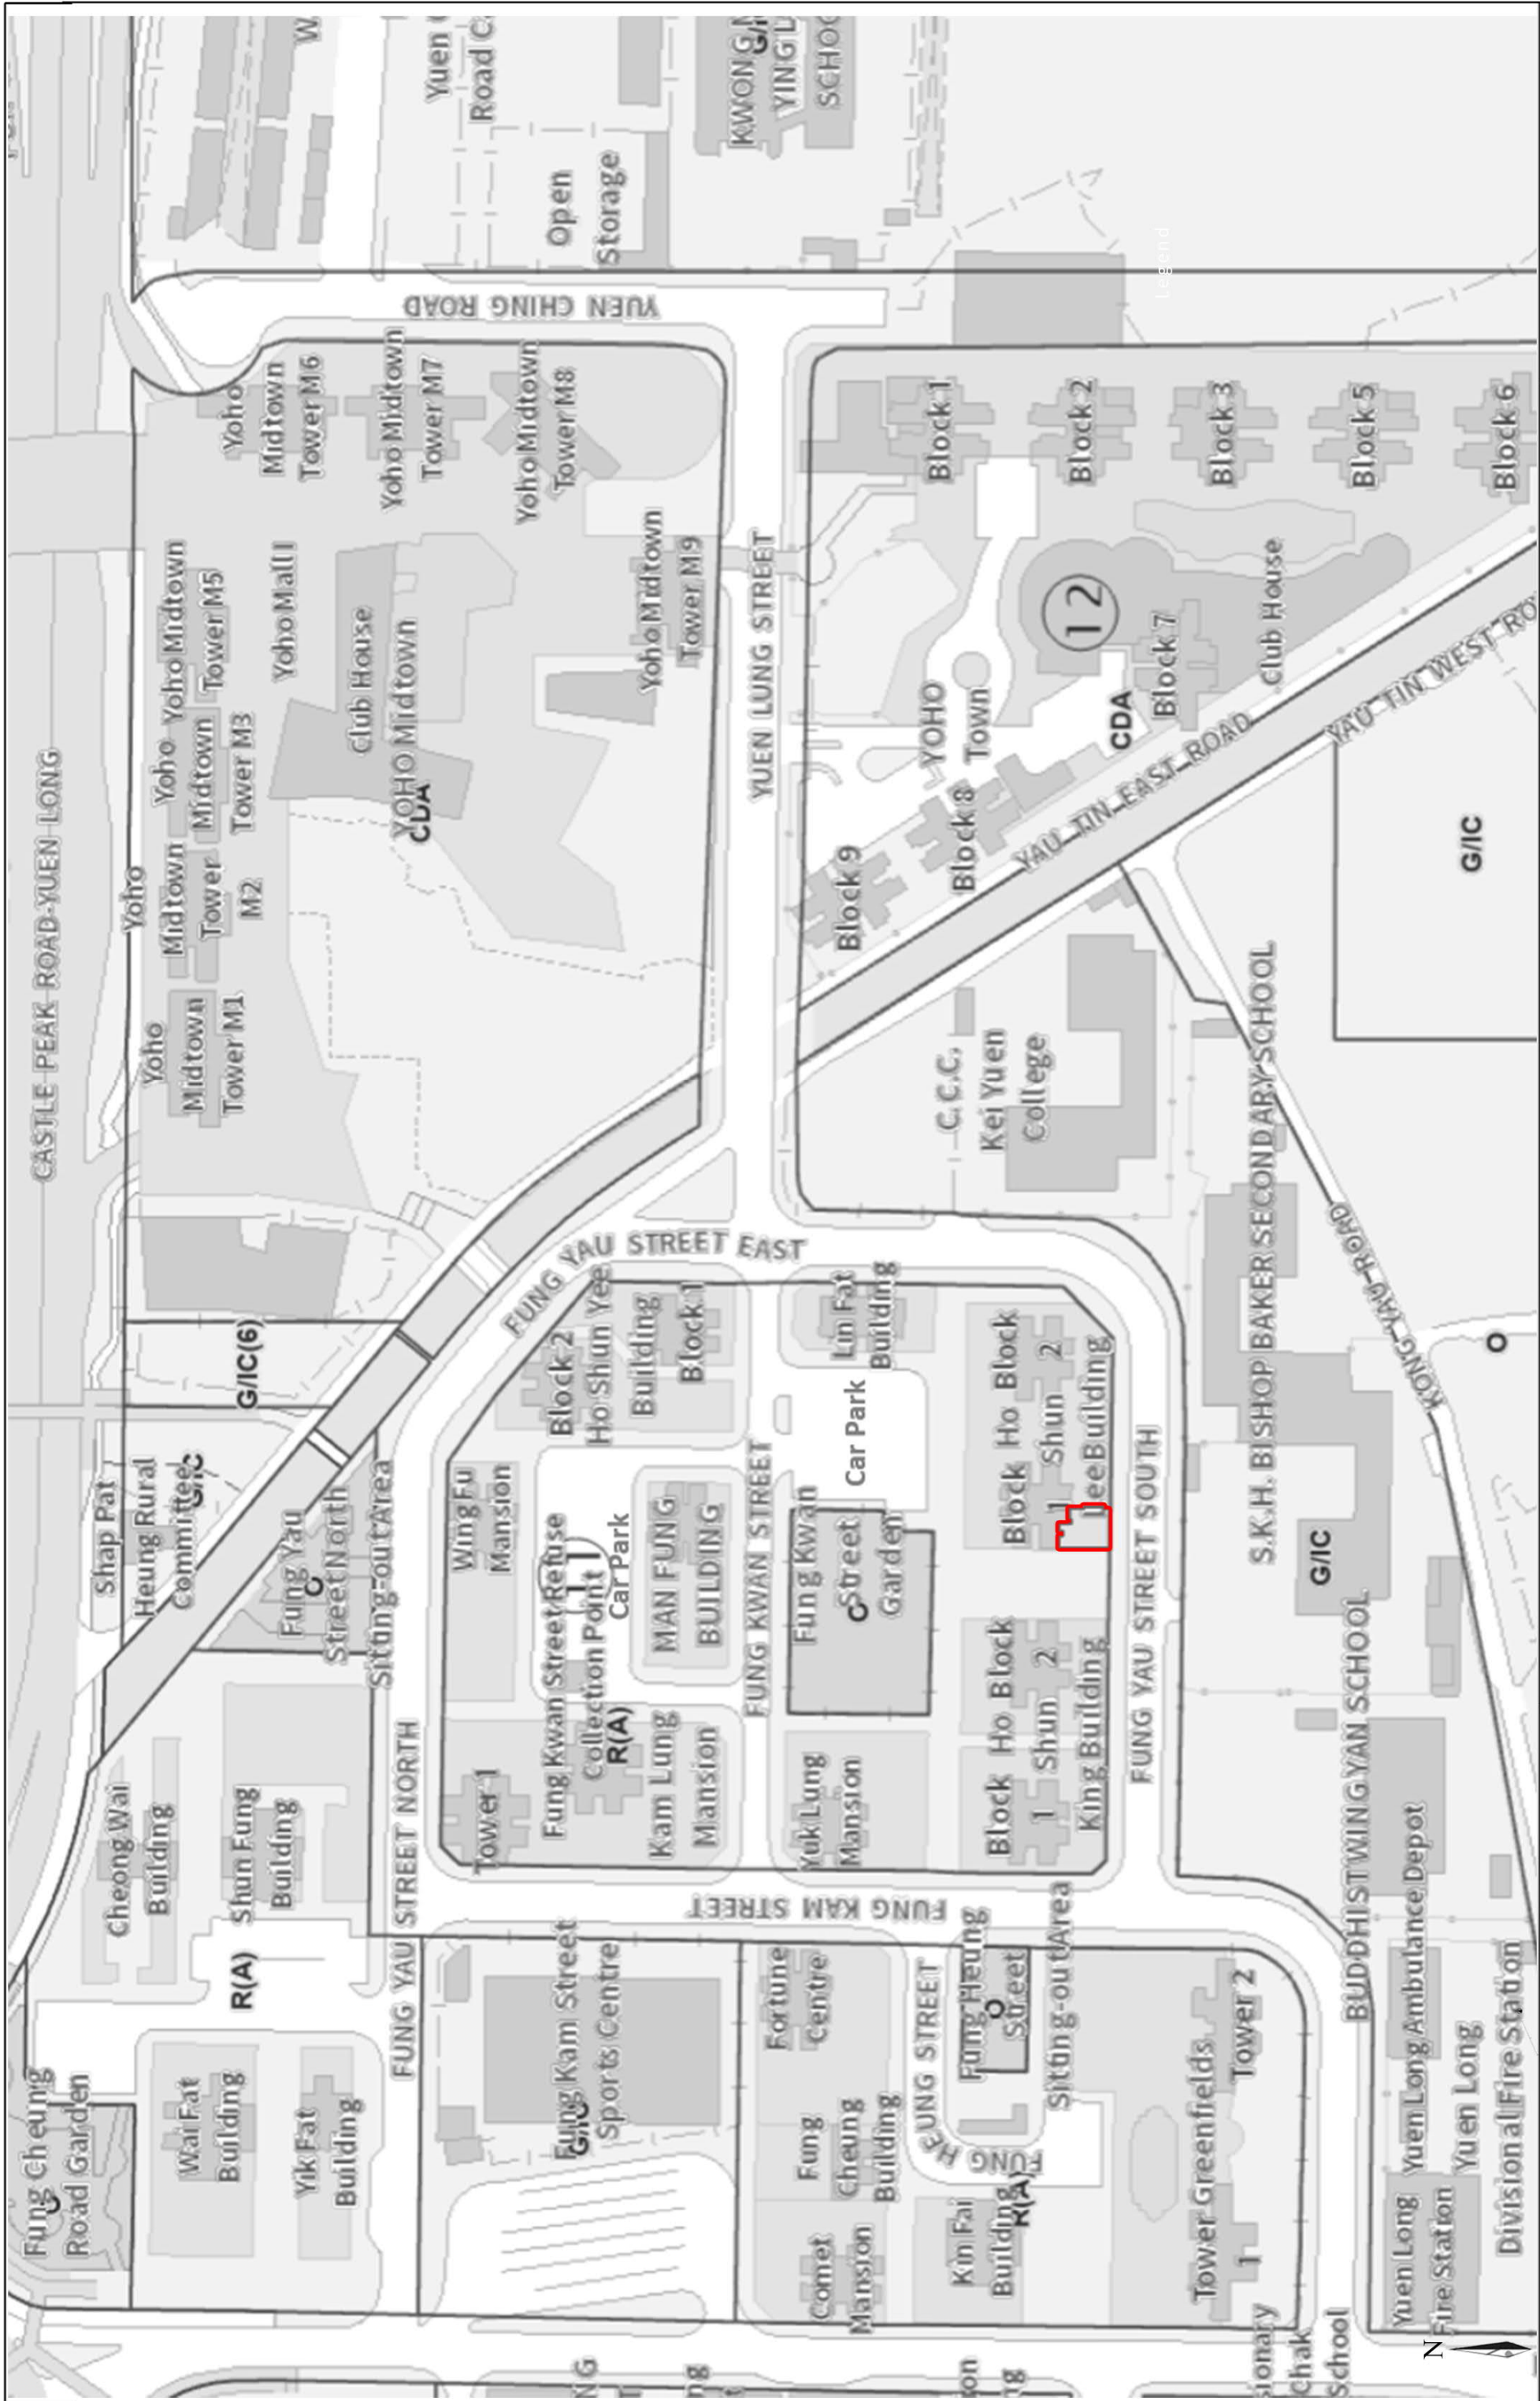 CASTLE PEAK ROAD-YUEN LONG
Fung Cheung
Road Garden
Wai Fat
Building
Yik Fat
Building
R(A)
Cheong Wai
Building
Shun Fung
Building
Shap Pat
Heung Rural
Committee
G/IC
Fung Yau
Street North
Sitting-out Area
O
G/IC(6)
Yoho
Midtown
Tower M1
Yoho
Midtown
Tower
M2
Yoho
Midtown
Tower M3
Yoho Midtown
Tower M5
Yoho Mall I
Club House
YOHO Midtown
CDA
Yoho
Midtown
Tower M6
Yoho Midtown
Tower M7
Yoho Midtown
Tower M8
Yoho Midtown
Tower M9
YUEN CHING ROAD
Open
Storage
FUNG YAU STREET NORTH
FUNG YAU STREET EAST
YUEN LUNG STREET
Fung Kam Street
Sports Centre
G/IC
Tower 1
Fung Kwan Street Refuse
Collection Point
R(A)
Kam Lung
Mansion
Wing Fu
Mansion
11
Car Park
MAN FUNG
BUILDING
Block 2
Ho Shun Yee
Building
Block 1
FUNG KAM STREET
FUNG KWAN STREET
Fortune
Centre
Fung
Cheung
Building
Comet
Mansion
Kin Fai
Building
R(A)
FUNG HEUNG STREET
Fung Heung
Street
Sitting-out Area
O
Tower 2
Greenfields
Tower
1
Yuk Lung
Mansion
Fung Kwan
Street
Garden
O
Car Park
Lin Fat
Building
Block
1
Ho Block
Shun 2
King Building
Block
1
Ho Block
Shun 2
Lee Building
FUNG YAU STREET SOUTH
C.C.C.
Kei Yuen
College
S.K.H. BISHOP BAKER SECONDARY SCHOOL
G/IC
BUDDHIST WING YAN SCHOOL
Yuen Long Ambulance Depot
Yuen Long
Fire Station
Yuen Long
Divisional Fire Station
KONG YAU ROAD
O
G/IC
YAU TIN EAST ROAD
YAU TIN WEST RO
Block 9
Block 8
YOHO
Town
CDA
12
Block 7
Club House
Block 1
Block 2
Block 3
Block 5
Block 6
Legend
N